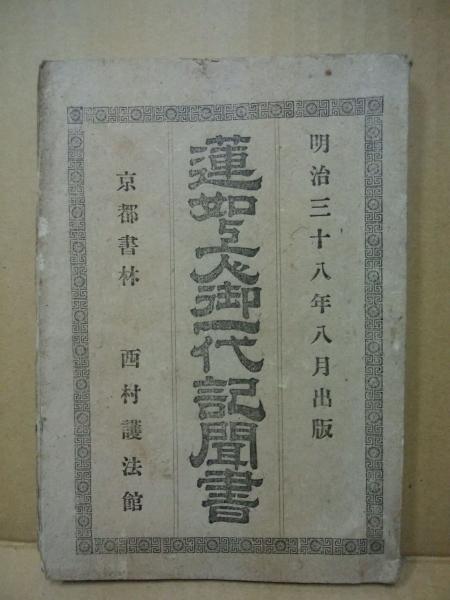 明治三十八年八月出版
蓮如上人御一代記聞書
京都書林 西村護法館